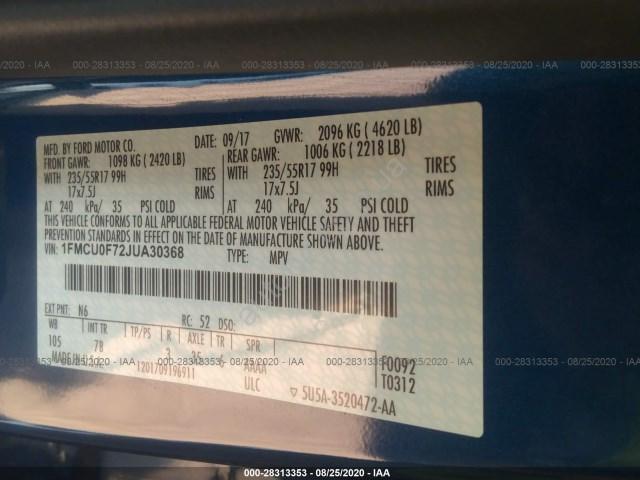 000-28313353 - 08/25/2020 - IAA
MFD. BY FORD MOTOR CO.
DATE: 09/17 GVWR: 2096 KG ( 4620 LB)
FRONT GAWR: 1098 KG ( 2420 LB)
REAR GAWR: 1006 KG ( 2218 LB)
WITH 235/55R17 99H TIRES
17x7.5J RIMS
AT 240 kPa/ 35 PSI COLD
WITH 235/55R17 99H TIRES
17x7.5J RIMS
AT 240 kPa/ 35 PSI COLD
THIS VEHICLE CONFORMS TO ALL APPLICABLE FEDERAL MOTOR VEHICLE SAFETY AND THEFT
PREVENTION STANDARDS IN EFFECT ON THE DATE OF MANUFACTURE SHOWN ABOVE.
VIN: 1FMCU0F72JUA30368
TYPE: MPV
EXT PNT: N6 RC: 52 DSO:
WB INT TR TP/PS R AXLE TR SPR
105 7B
MADE IN
1201709196911
AAAA
ULC
F0092
T0312
5U5A-3520472-AA
000-28313353 - 08/25/2020 - IAA